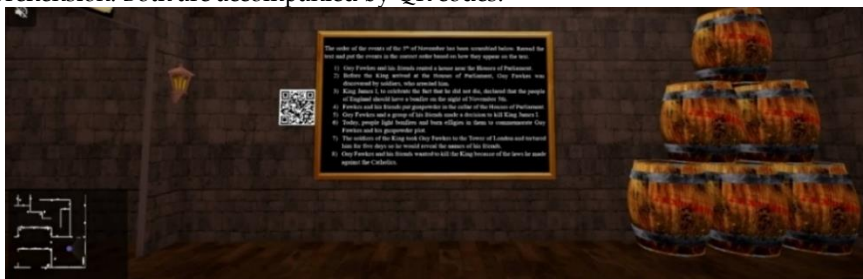 prehension. Both are accompanied by QR codes.
The order of the events of the 5th of November has been scrambled below. Reread the
text and put the events in the correct order based on how they appear on the text.
1) Guy Fawkes and his friends rented a house near the Houses of Parliament.
2) Before the King arrived at the Houses of Parliament, Guy Fawkes was
discovered by soldiers, who arrested him.
3) King James I, to celebrate the fact that he did not die, declared that the people
of England should have a bonfire on the night of November 5th.
4) Fawkes and his friends put gunpowder in the cellar of the Houses of Parliament
5) Guy Fawkes and a group of his friends made a decision to kill King James I.
6) Today, people light bonfires and burn effigies in them to commemorate Guy
Fawkes and his gunpowder plot.
7) The soldiers of the King took Guy Fawkes to the Tower of London and tortured
him for five days so he would reveal the names of his friends.
8) Guy Fawkes and his friends wanted to kill the King because of the laws he made
against the Catholics.